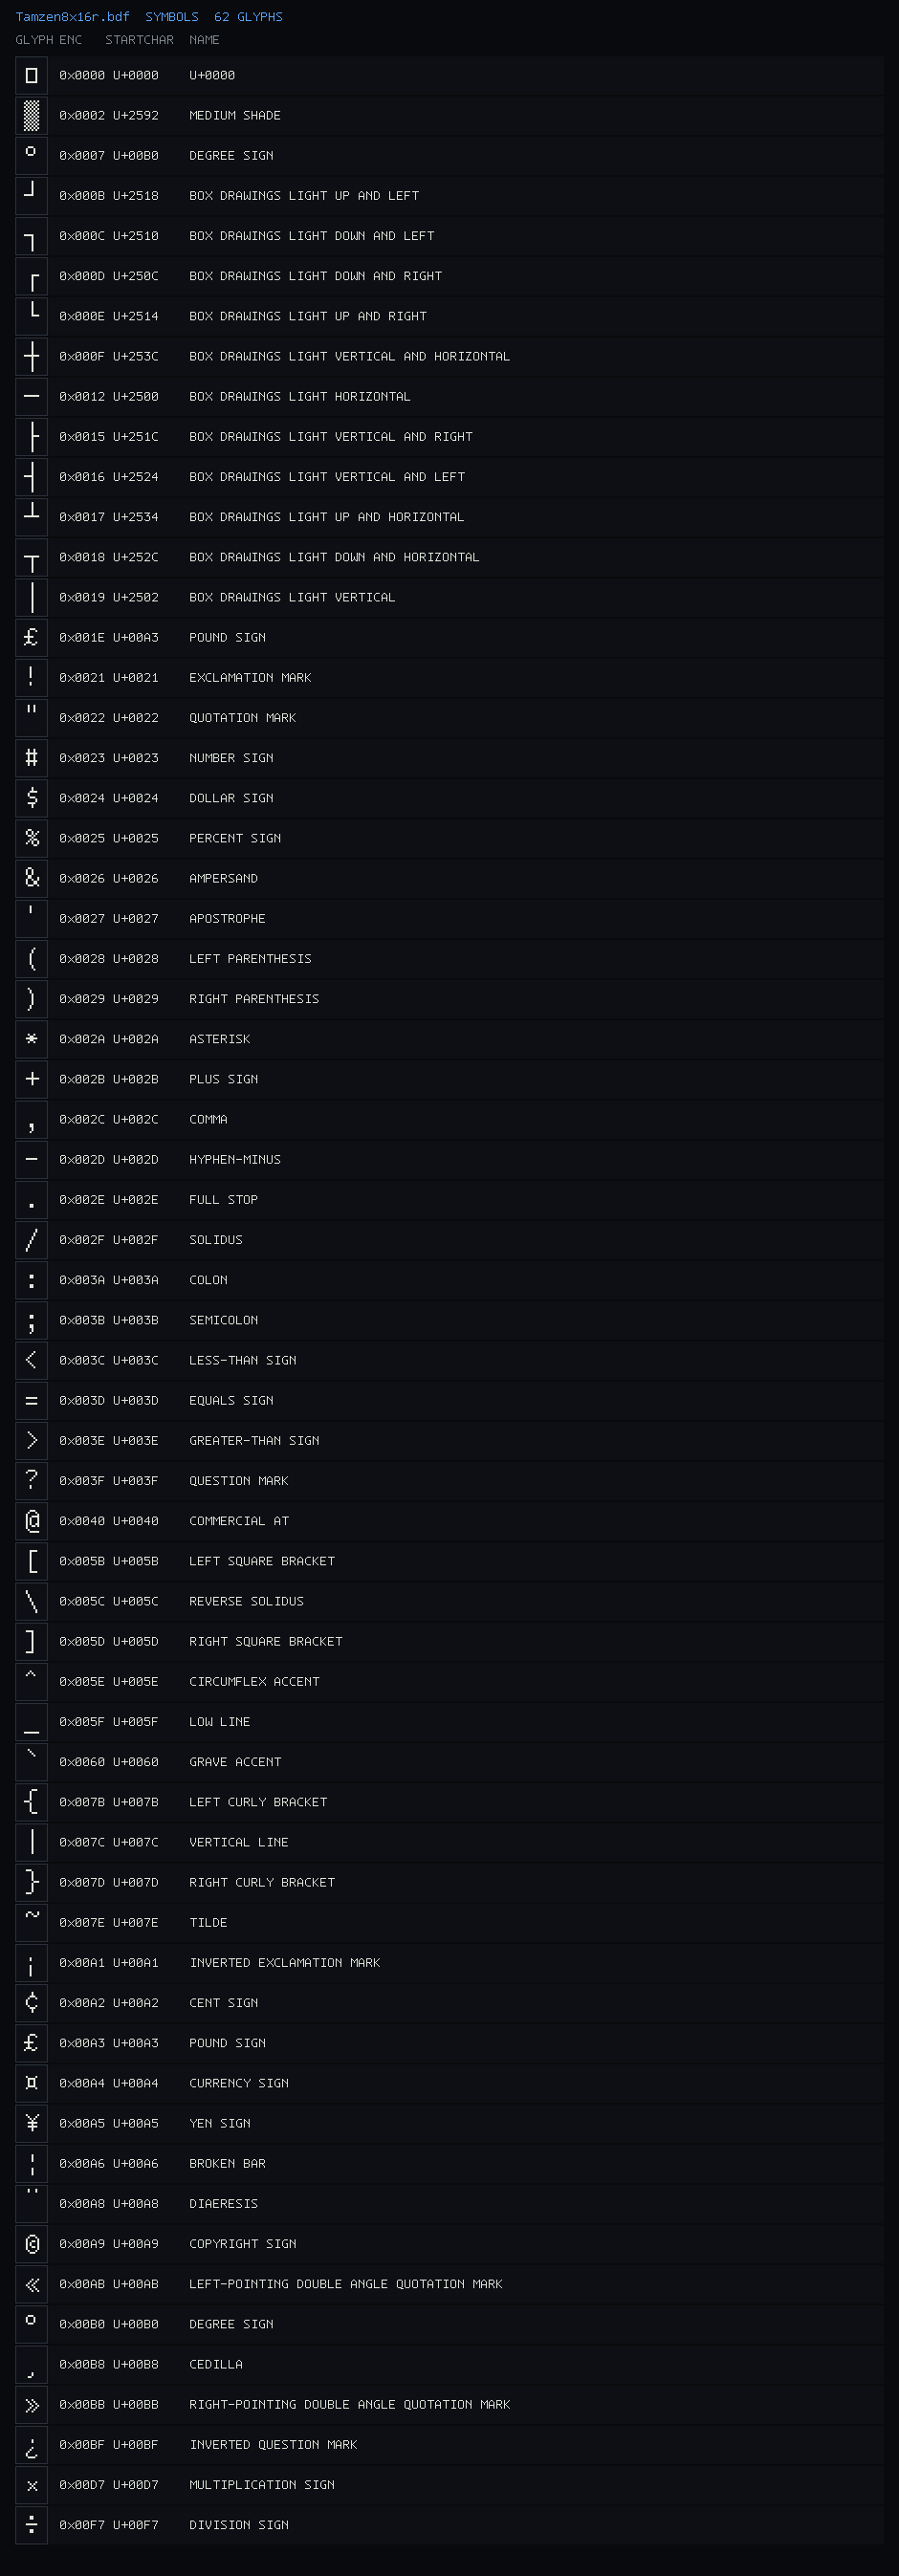 Tamzen8x16r.bdf  SYMBOLS  62 GLYPHS
GLYPH ENC   STARTCHAR  NAME
▯ 0x0000 U+0000    U+0000
▒ 0x0002 U+2592    MEDIUM SHADE
° 0x0007 U+00B0    DEGREE SIGN
┘ 0x000B U+2518    BOX DRAWINGS LIGHT UP AND LEFT
┐ 0x000C U+2510    BOX DRAWINGS LIGHT DOWN AND LEFT
┌ 0x000D U+250C    BOX DRAWINGS LIGHT DOWN AND RIGHT
└ 0x000E U+2514    BOX DRAWINGS LIGHT UP AND RIGHT
┼ 0x000F U+253C    BOX DRAWINGS LIGHT VERTICAL AND HORIZONTAL
─ 0x0012 U+2500    BOX DRAWINGS LIGHT HORIZONTAL
├ 0x0015 U+251C    BOX DRAWINGS LIGHT VERTICAL AND RIGHT
┤ 0x0016 U+2524    BOX DRAWINGS LIGHT VERTICAL AND LEFT
┴ 0x0017 U+2534    BOX DRAWINGS LIGHT UP AND HORIZONTAL
┬ 0x0018 U+252C    BOX DRAWINGS LIGHT DOWN AND HORIZONTAL
│ 0x0019 U+2502    BOX DRAWINGS LIGHT VERTICAL
£ 0x001E U+00A3    POUND SIGN
! 0x0021 U+0021    EXCLAMATION MARK
" 0x0022 U+0022    QUOTATION MARK
# 0x0023 U+0023    NUMBER SIGN
$ 0x0024 U+0024    DOLLAR SIGN
% 0x0025 U+0025    PERCENT SIGN
& 0x0026 U+0026    AMPERSAND
' 0x0027 U+0027    APOSTROPHE
( 0x0028 U+0028    LEFT PARENTHESIS
) 0x0029 U+0029    RIGHT PARENTHESIS
* 0x002A U+002A    ASTERISK
+ 0x002B U+002B    PLUS SIGN
, 0x002C U+002C    COMMA
- 0x002D U+002D    HYPHEN-MINUS
. 0x002E U+002E    FULL STOP
/ 0x002F U+002F    SOLIDUS
: 0x003A U+003A    COLON
; 0x003B U+003B    SEMICOLON
< 0x003C U+003C    LESS-THAN SIGN
= 0x003D U+003D    EQUALS SIGN
> 0x003E U+003E    GREATER-THAN SIGN
? 0x003F U+003F    QUESTION MARK
@ 0x0040 U+0040    COMMERCIAL AT
[ 0x005B U+005B    LEFT SQUARE BRACKET
\ 0x005C U+005C    REVERSE SOLIDUS
] 0x005D U+005D    RIGHT SQUARE BRACKET
^ 0x005E U+005E    CIRCUMFLEX ACCENT
_ 0x005F U+005F    LOW LINE
` 0x0060 U+0060    GRAVE ACCENT
{ 0x007B U+007B    LEFT CURLY BRACKET
| 0x007C U+007C    VERTICAL LINE
} 0x007D U+007D    RIGHT CURLY BRACKET
~ 0x007E U+007E    TILDE
¡ 0x00A1 U+00A1    INVERTED EXCLAMATION MARK
¢ 0x00A2 U+00A2    CENT SIGN
£ 0x00A3 U+00A3    POUND SIGN
¤ 0x00A4 U+00A4    CURRENCY SIGN
¥ 0x00A5 U+00A5    YEN SIGN
¦ 0x00A6 U+00A6    BROKEN BAR
¨ 0x00A8 U+00A8    DIAERESIS
© 0x00A9 U+00A9    COPYRIGHT SIGN
« 0x00AB U+00AB    LEFT-POINTING DOUBLE ANGLE QUOTATION MARK
° 0x00B0 U+00B0    DEGREE SIGN
¸ 0x00B8 U+00B8    CEDILLA
» 0x00BB U+00BB    RIGHT-POINTING DOUBLE ANGLE QUOTATION MARK
¿ 0x00BF U+00BF    INVERTED QUESTION MARK
× 0x00D7 U+00D7    MULTIPLICATION SIGN
÷ 0x00F7 U+00F7    DIVISION SIGN